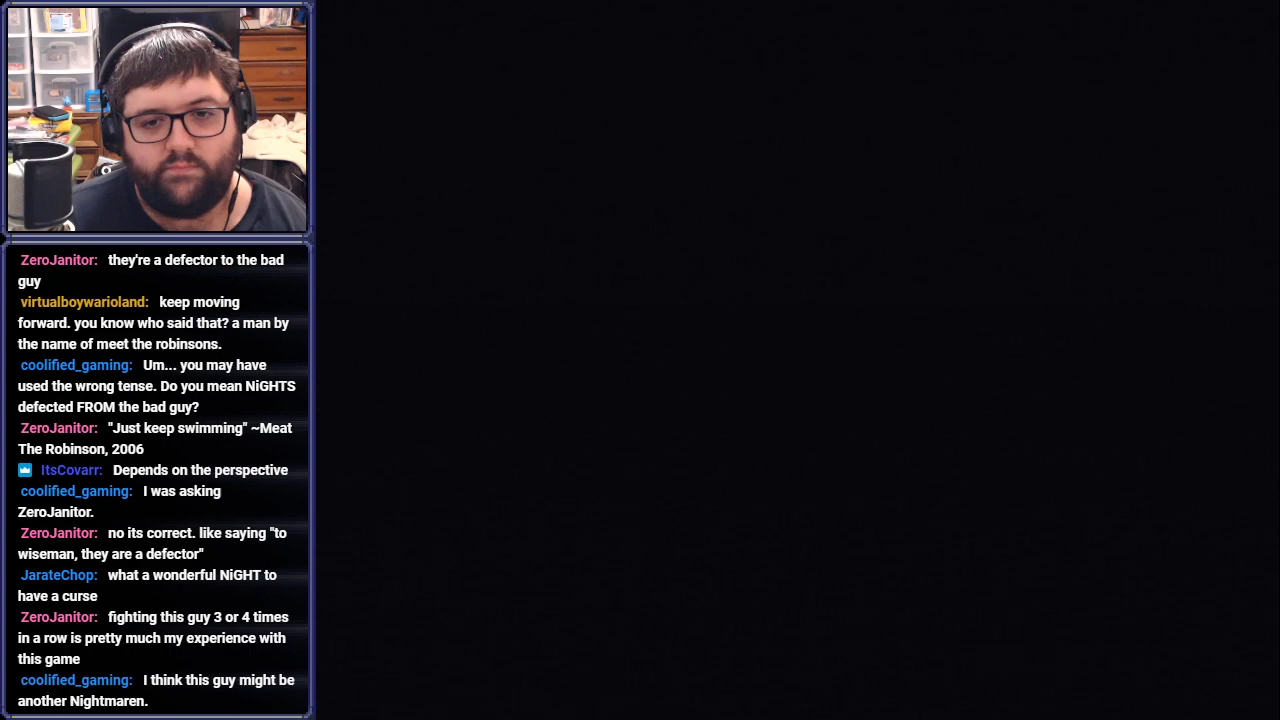 ZeroJanitor: they're a defector to the bad
guy
virtualboywarioland: keep moving
forward. you know who said that? a man by
the name of meet the robinsons.
coolified_gaming: Um... you may have
used the wrong tense. Do you mean NiGHTS
defected FROM the bad guy?
ZeroJanitor: "Just keep swimming" ~Meat
The Robinson, 2006
ItsCovarr: Depends on the perspective
coolified_gaming: I was asking
ZeroJanitor.
ZeroJanitor: no its correct. like saying "to
wiseman, they are a defector"
JarateChop: what a wonderful NiGHT to
have a curse
ZeroJanitor: fighting this guy 3 or 4 times
in a row is pretty much my experience with
this game
coolified_gaming: I think this guy might be
another Nightmaren.